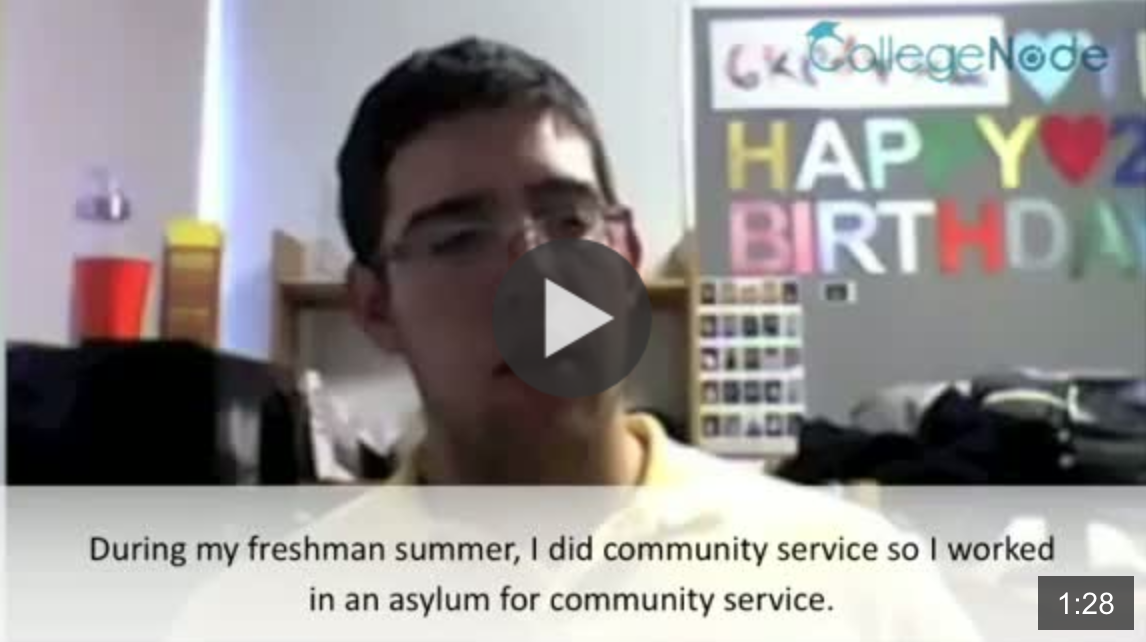 CollegeNode
HAPPY
BIRTHDAY
During my freshman summer, I did community service so I worked
in an asylum for community service.
1:28